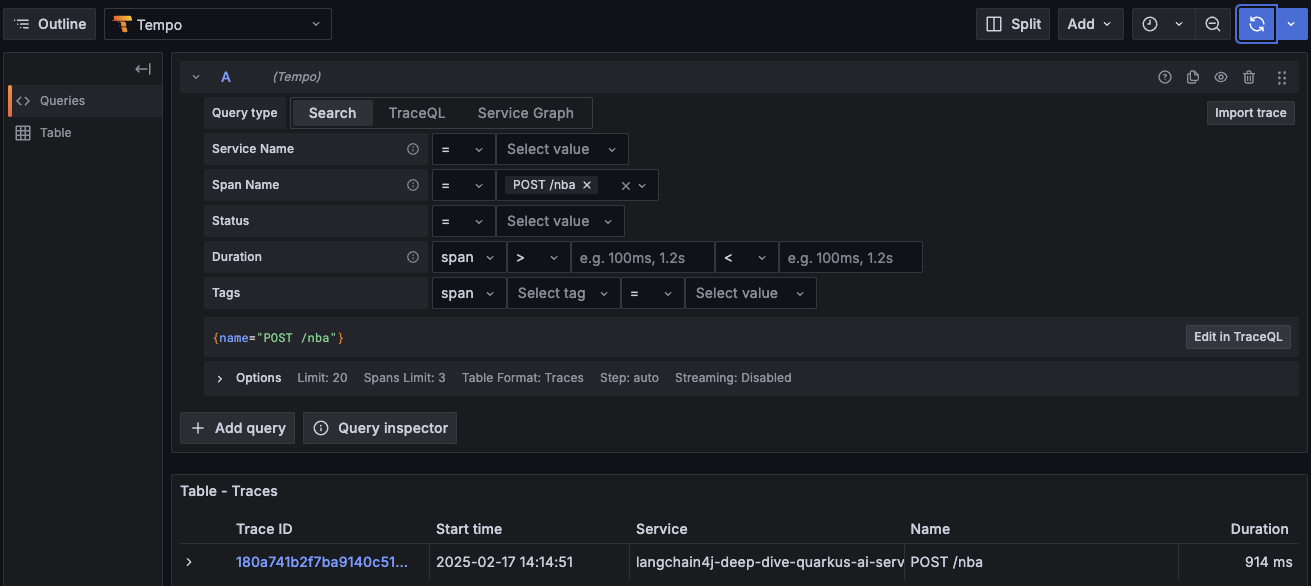 Outline Tempo Split Add
A (Tempo)
Queries
Table
Query type Search TraceQL Service Graph Import trace
Service Name = Select value
Span Name = POST /nba
Status = Select value
Duration span > e.g. 100ms, 1.2s < e.g. 100ms, 1.2s
Tags span Select tag = Select value
{name="POST /nba"} Edit in TraceQL
Options Limit: 20 Spans Limit: 3 Table Format: Traces Step: auto Streaming: Disabled
Add query Query inspector
Table - Traces
Trace ID Start time Service Name Duration
180a741b2f7ba9140c51... 2025-02-17 14:14:51 langchain4j-deep-dive-quarkus-ai-serv POST /nba 914 ms